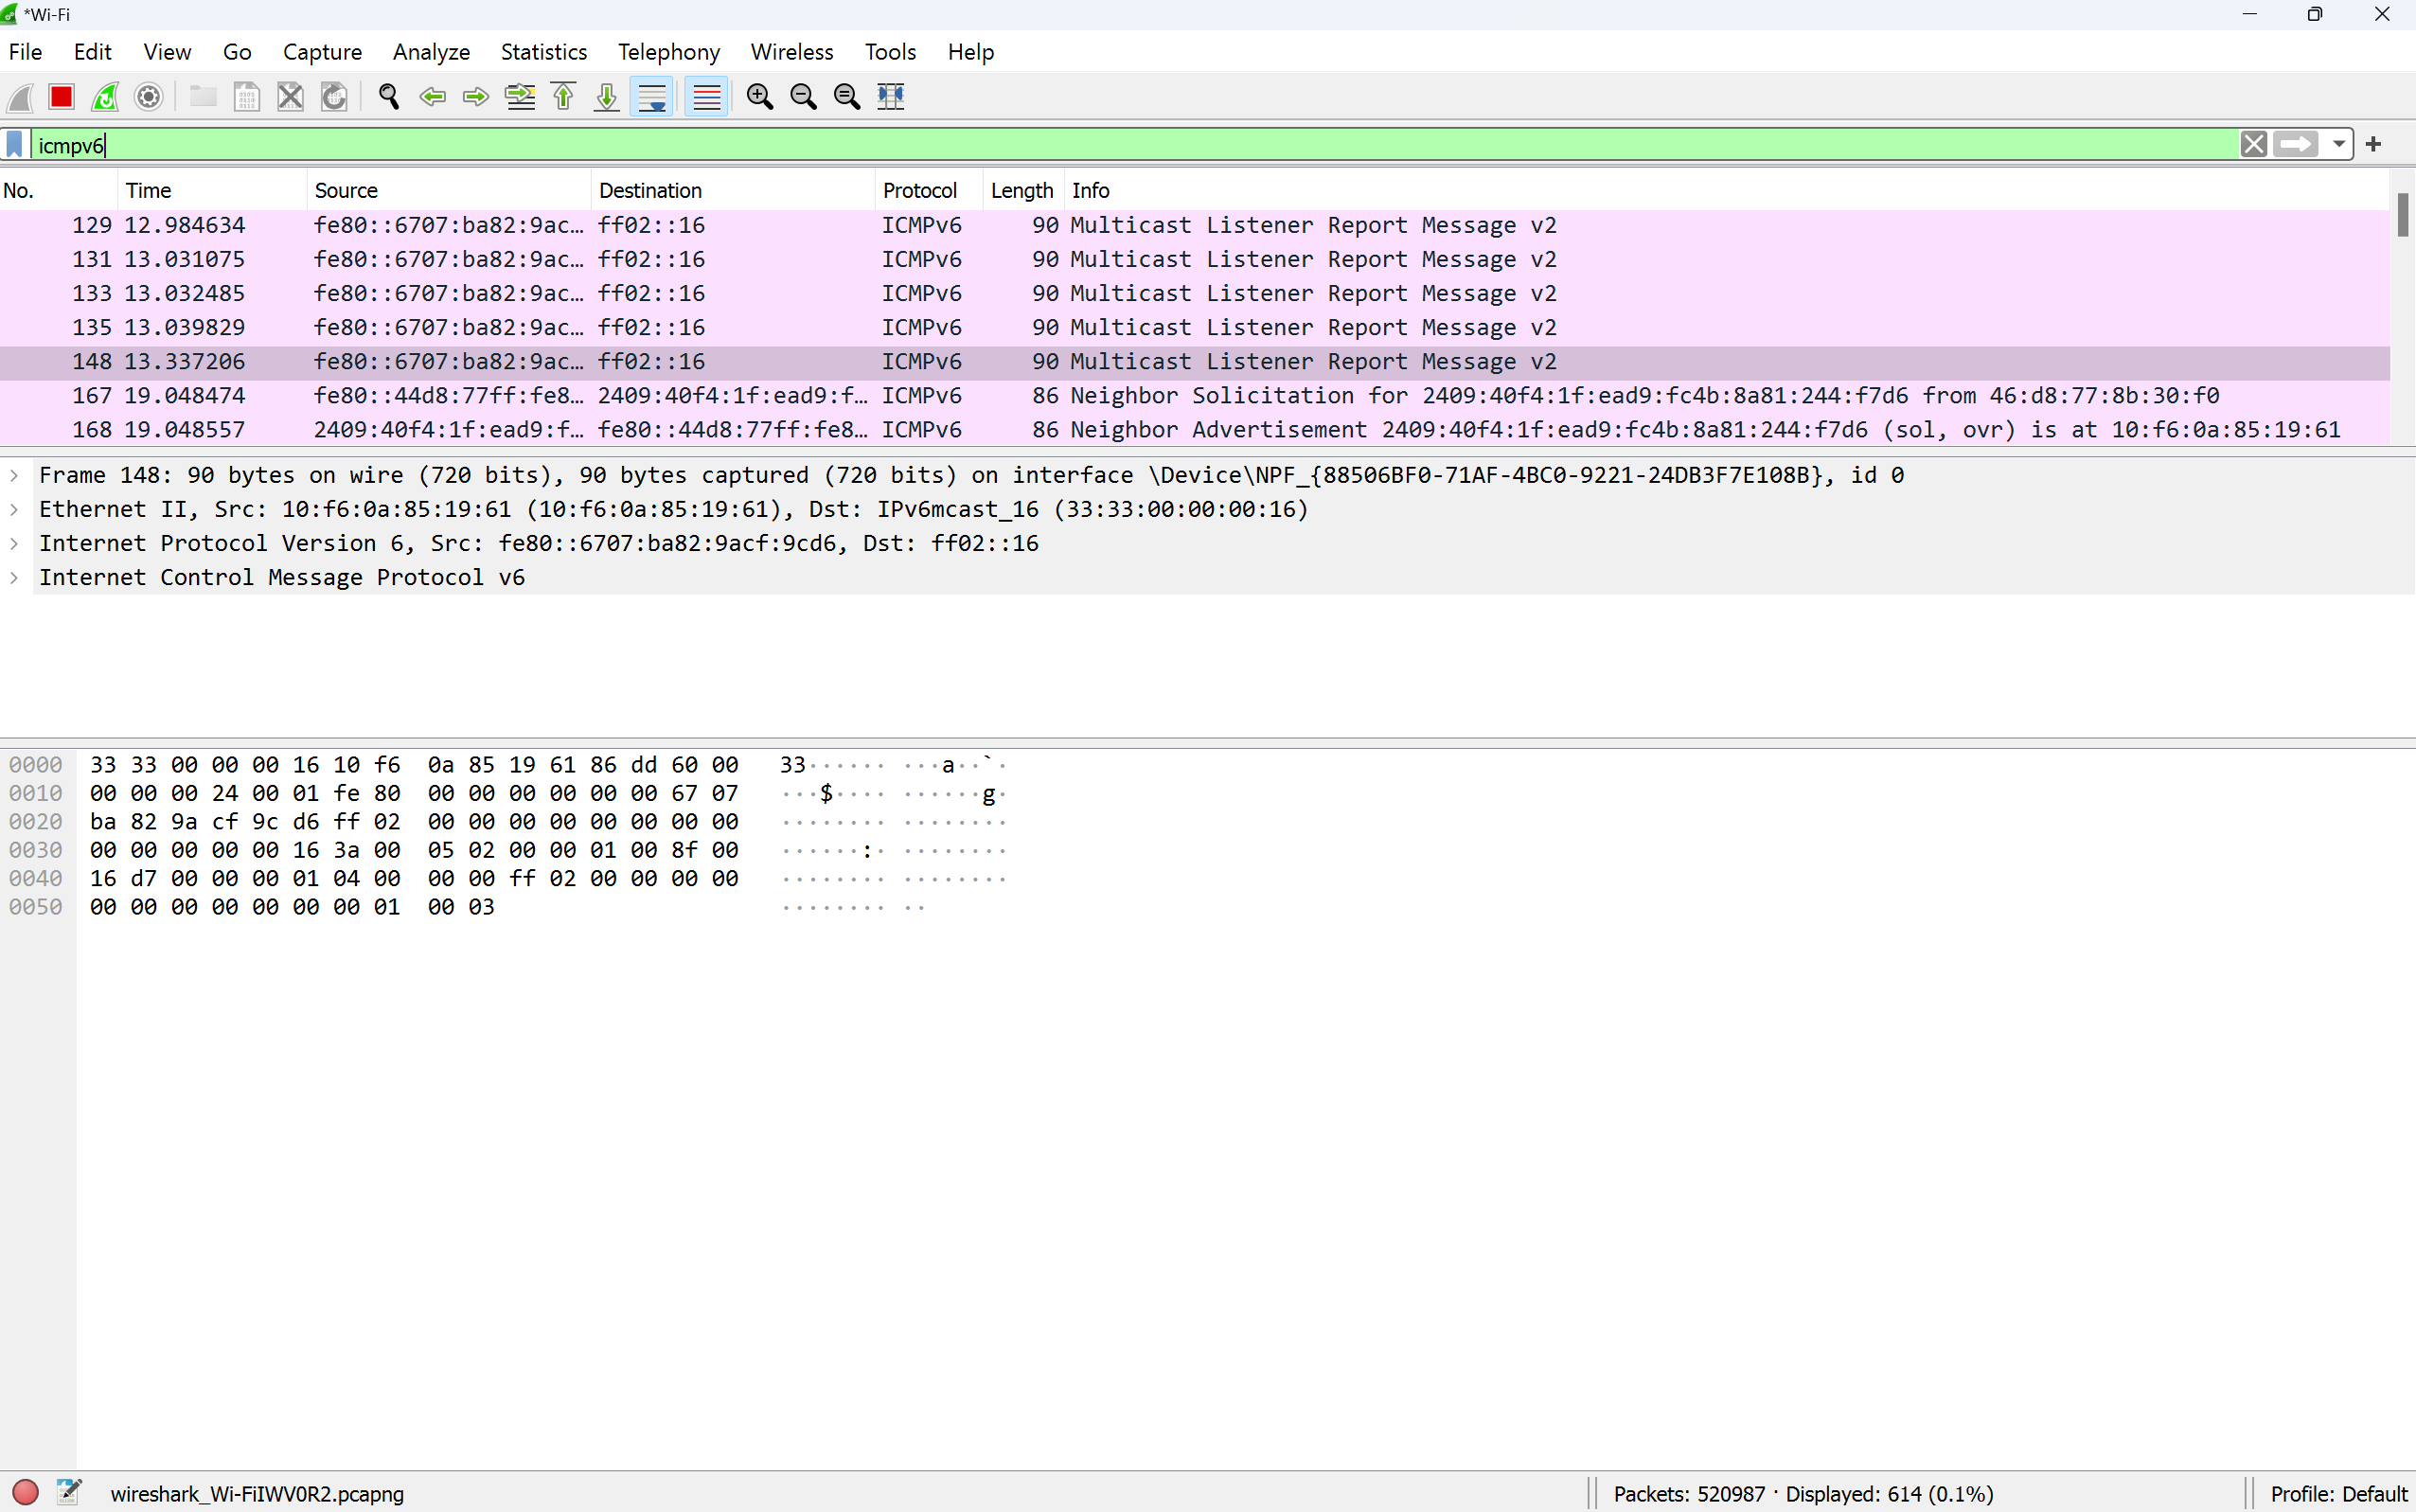 *Wi-Fi
File Edit View Go Capture Analyze Statistics Telephony Wireless Tools Help
icmpv6
No. Time Source Destination Protocol Length Info
129 12.984634 fe80::6707:ba82:9ac… ff02::16 ICMPv6 90 Multicast Listener Report Message v2
131 13.031075 fe80::6707:ba82:9ac… ff02::16 ICMPv6 90 Multicast Listener Report Message v2
133 13.032485 fe80::6707:ba82:9ac… ff02::16 ICMPv6 90 Multicast Listener Report Message v2
135 13.039829 fe80::6707:ba82:9ac… ff02::16 ICMPv6 90 Multicast Listener Report Message v2
148 13.337206 fe80::6707:ba82:9ac… ff02::16 ICMPv6 90 Multicast Listener Report Message v2
167 19.048474 fe80::44d8:77ff:fe8… 2409:40f4:1f:ead9:f… ICMPv6 86 Neighbor Solicitation for 2409:40f4:1f:ead9:fc4b:8a81:244:f7d6 from 46:d8:77:8b:30:f0
168 19.048557 2409:40f4:1f:ead9:f… fe80::44d8:77ff:fe8… ICMPv6 86 Neighbor Advertisement 2409:40f4:1f:ead9:fc4b:8a81:244:f7d6 (sol, ovr) is at 10:f6:0a:85:19:61
Frame 148: 90 bytes on wire (720 bits), 90 bytes captured (720 bits) on interface \Device\NPF_{88506BF0-71AF-4BC0-9221-24DB3F7E108B}, id 0
Ethernet II, Src: 10:f6:0a:85:19:61 (10:f6:0a:85:19:61), Dst: IPv6mcast_16 (33:33:00:00:00:16)
Internet Protocol Version 6, Src: fe80::6707:ba82:9acf:9cd6, Dst: ff02::16
Internet Control Message Protocol v6
0000 33 33 00 00 00 16 10 f6 0a 85 19 61 86 dd 60 00 33······ ···a··`·
0010 00 00 00 24 00 01 fe 80 00 00 00 00 00 00 67 07 ···$···· ······g·
0020 ba 82 9a cf 9c d6 ff 02 00 00 00 00 00 00 00 00 ········ ········
0030 00 00 00 00 00 16 3a 00 05 02 00 00 01 00 8f 00 ······:· ········
0040 16 d7 00 00 00 01 04 00 00 00 ff 02 00 00 00 00 ········ ········
0050 00 00 00 00 00 00 00 01 00 03 ········ ··
wireshark_Wi-FiIWV0R2.pcapng Packets: 520987 · Displayed: 614 (0.1%) Profile: Default